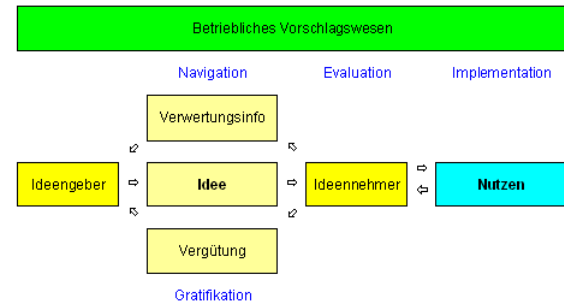 Betriebliches Vorschlagswesen
Navigation Evaluation Implementation
Verwertungsinfo
Ideengeber Idee Ideennehmer Nutzen
Vergütung
Gratifikation